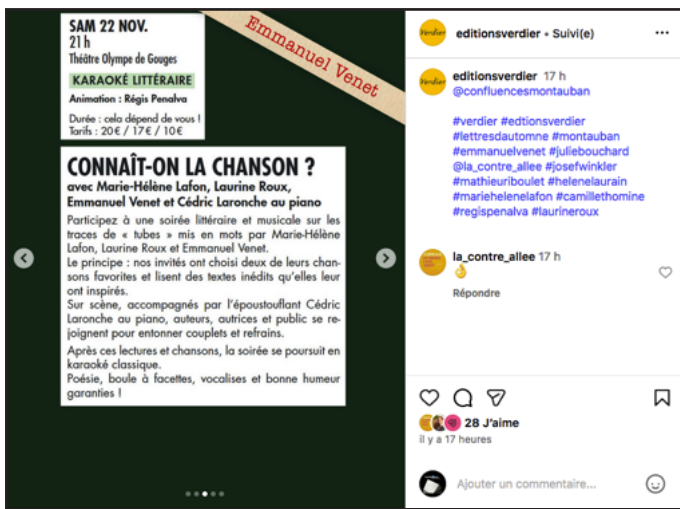 SAM 22 NOV.
21 h
Théâtre Olympe de Gouges
KARAOKÉ LITTÉRAIRE
Animation : Régis Penalva
Durée : cela dépend de vous !
Tarifs : 20€ / 17€ / 10€
Emmanuel Venet
CONNAÎT-ON LA CHANSON ?
avec Marie-Hélène Lafon, Laurine Roux,
Emmanuel Venet et Cédric Laronche au piano
Participez à une soirée littéraire et musicale sur les
traces de « tubes » mis en mots par Marie-Hélène
Lafon, Laurine Roux et Emmanuel Venet.
Le principe : nos invités ont choisi deux de leurs chan-
sons favorites et lisent des textes inédits qu'elles leur
ont inspirés.
Sur scène, accompagnés par l'époustouflant Cédric
Laronche au piano, auteurs, autrices et public se re-
joignent pour entonner couplets et refrains.
Après ces lectures et chansons, la soirée se poursuit en
karaoké classique.
Poésie, boule à facettes, vocalises et bonne humeur
garanties !
Verdier
editionsverdier • Suivi(e)
Verdier
editionsverdier 17 h
@confluencesmontauban
#verdier #edtionsverdier
#lettresdautomne #montauban
#emmanuelvenet #juliebouchard
@la_contre_allee #josefwinkler
#mathieuriboulet #helenelaurain
#mariehelenelafon #camillethomine
#regispenalva #laurineroux
la_contre_allee 17 h
👌
Répondre
28 J'aime
il y a 17 heures
Ajouter un commentaire...